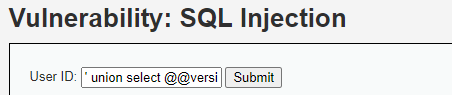 Vulnerability: SQL Injection
User ID: ' union select @@versi Submit